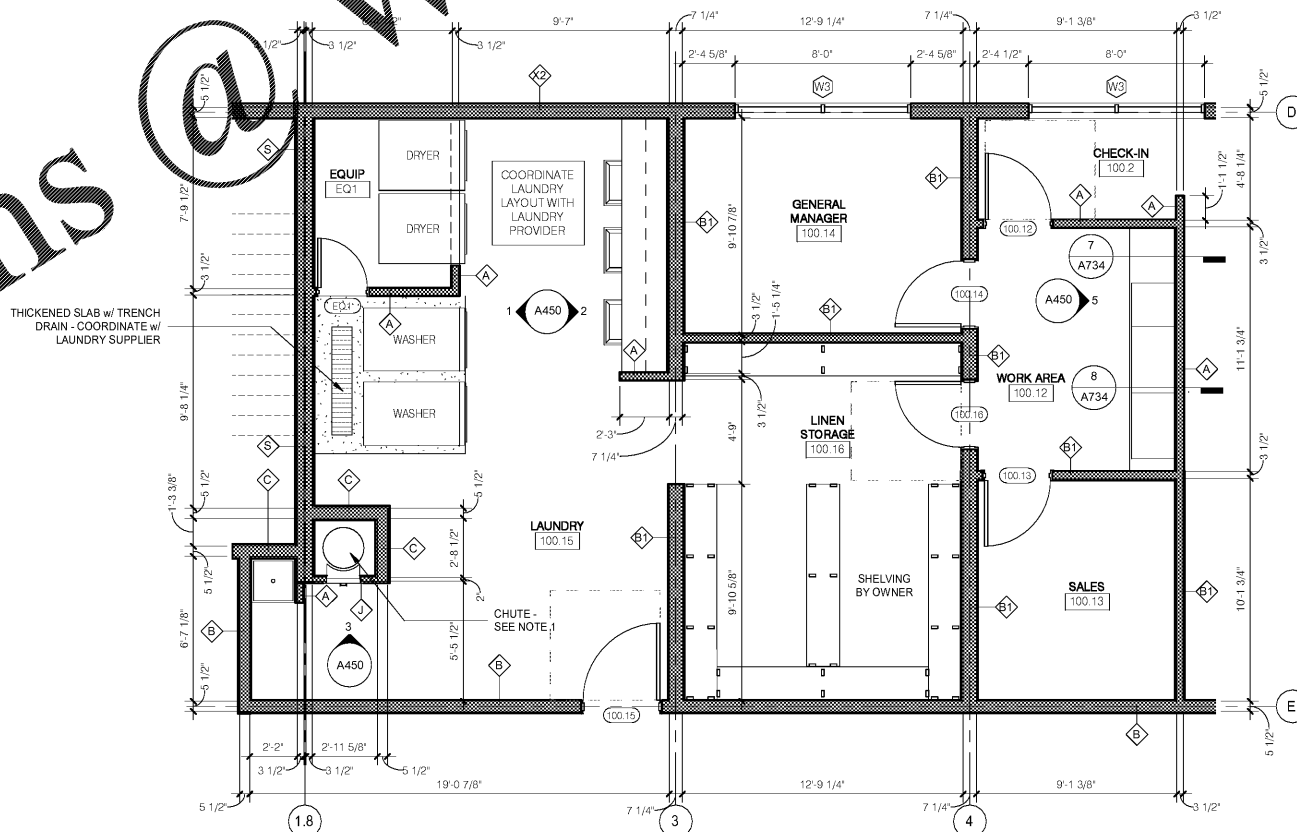 9'-7"
7 1/4"
12'-9 1/4"
7 1/4"
9'-1 3/8"
3 1/2"
3 1/2"
3 1/2"
2'-4 5/8"
8'-0"
2'-4 5/8"
2'-4 1/2"
8'-0"
5 1/2"
X2
W3
W3
5 1/2"
D
@
ns
S
EQUIP
EQ1
DRYER
DRYER
COORDINATE
LAUNDRY
LAYOUT WITH
LAUNDRY
PROVIDER
GENERAL
MANAGER
100.14
B1
B1
CHECK-IN
100.2
A
A
1'-1 1/2"
4'-8 1/4"
7'-9 1/2"
9'-10 7/8"
100.12
7
A734
3 1/2"
3 1/2"
A
A
EQ1
1
A450
2
100.14
A450
5
3 1/2"
1'-5 1/4"
B1
THICKENED SLAB w/ TRENCH
DRAIN - COORDINATE w/
LAUNDRY SUPPLIER
WASHER
WASHER
A
B1
WORK AREA
100.12
8
A734
A
11'-1 3/4"
9'-8 1/4"
2'-3"
7 1/4"
4'-9"
3 1/2"
LINEN
STORAGE
100.16
100.16
S
C
C
5 1/2"
1'-3 3/8"
5 1/2"
B1
100.13
3 1/2"
LAUNDRY
100.15
B1
C
2'-8 1/2"
2"
5 1/2"
A
J
CHUTE -
SEE NOTE 1
9'-10 5/8"
SHELVING
BY OWNER
SALES
100.13
B1
B1
10'-1 3/4"
B
6'-7 1/8"
3
A450
5'-5 1/2"
B
5 1/2"
100.15
B
E
5 1/2"
2'-2"
2'-11 5/8"
3 1/2"
3 1/2"
5 1/2"
19'-0 7/8"
12'-9 1/4"
9'-1 3/8"
5 1/2"
7 1/4"
7 1/4"
3 1/2"
1.8
3
4